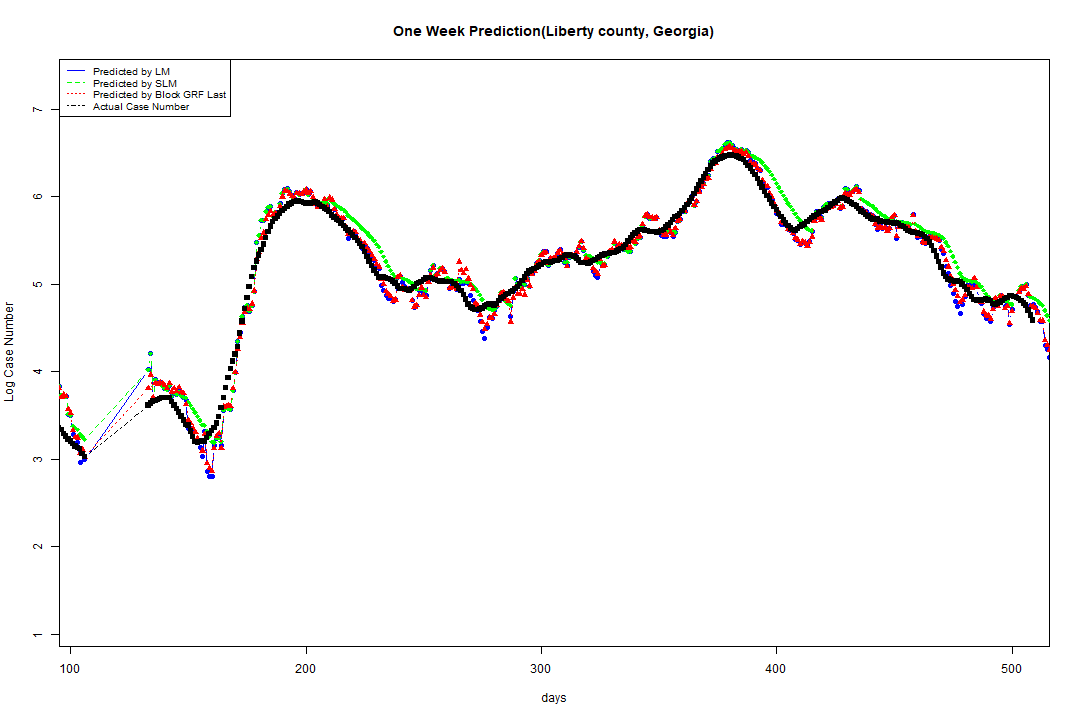 One Week Prediction(Liberty county, Georgia)
Predicted by LM
Predicted by SLM
Predicted by Block GRF Last
Actual Case Number
Log Case Number
7
6
5
4
3
2
1
100 200 300 400 500
days